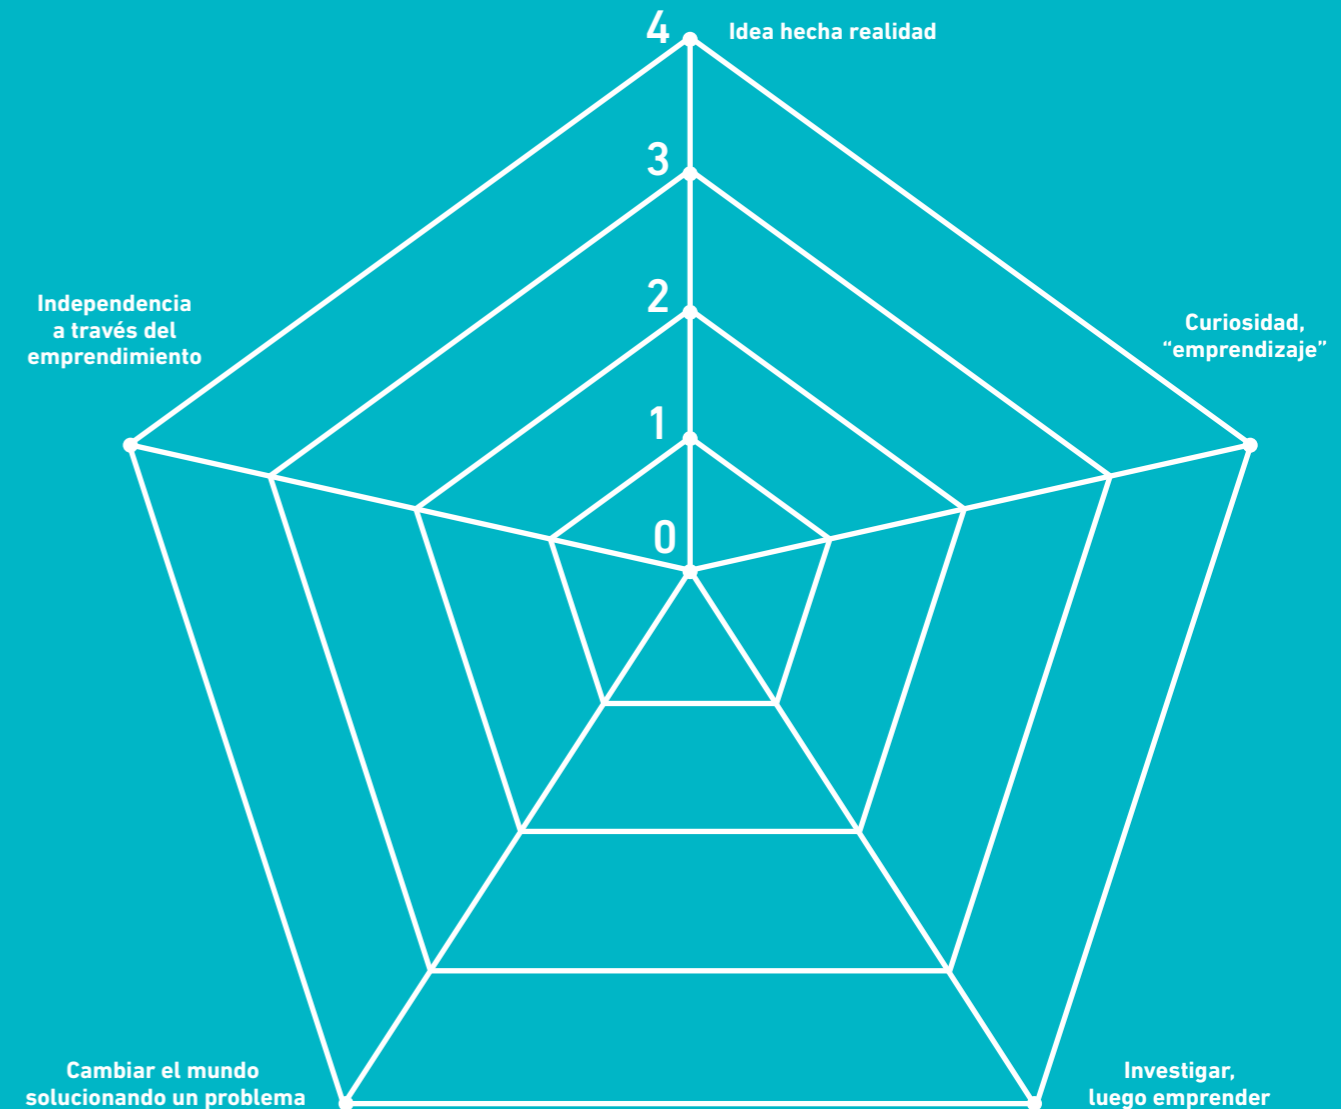 4
Idea hecha realidad
3
2
Independencia
a través del
emprendimiento
Curiosidad,
“emprendizaje”
1
0
Cambiar el mundo
solucionando un problema
Investigar,
luego emprender